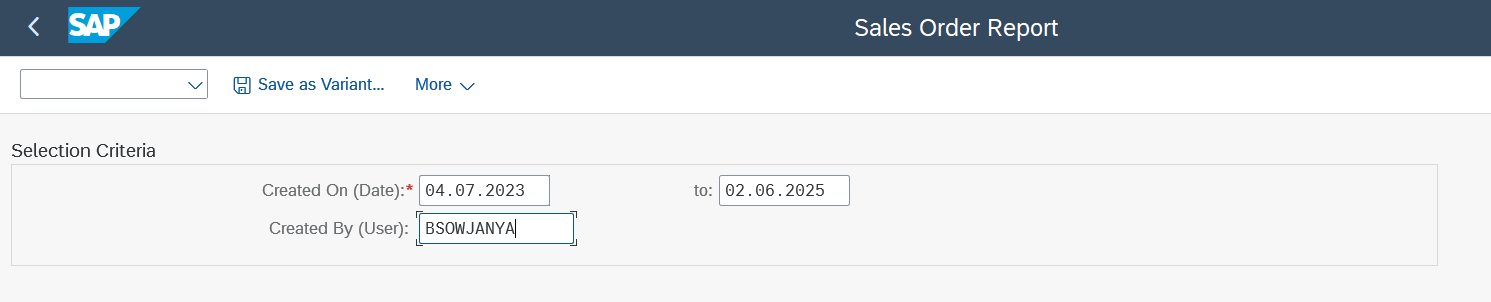 SAP Sales Order Report
Save as Variant... More
Selection Criteria
Created On (Date):* 04.07.2023 to: 02.06.2025
Created By (User): BSOWJANYA